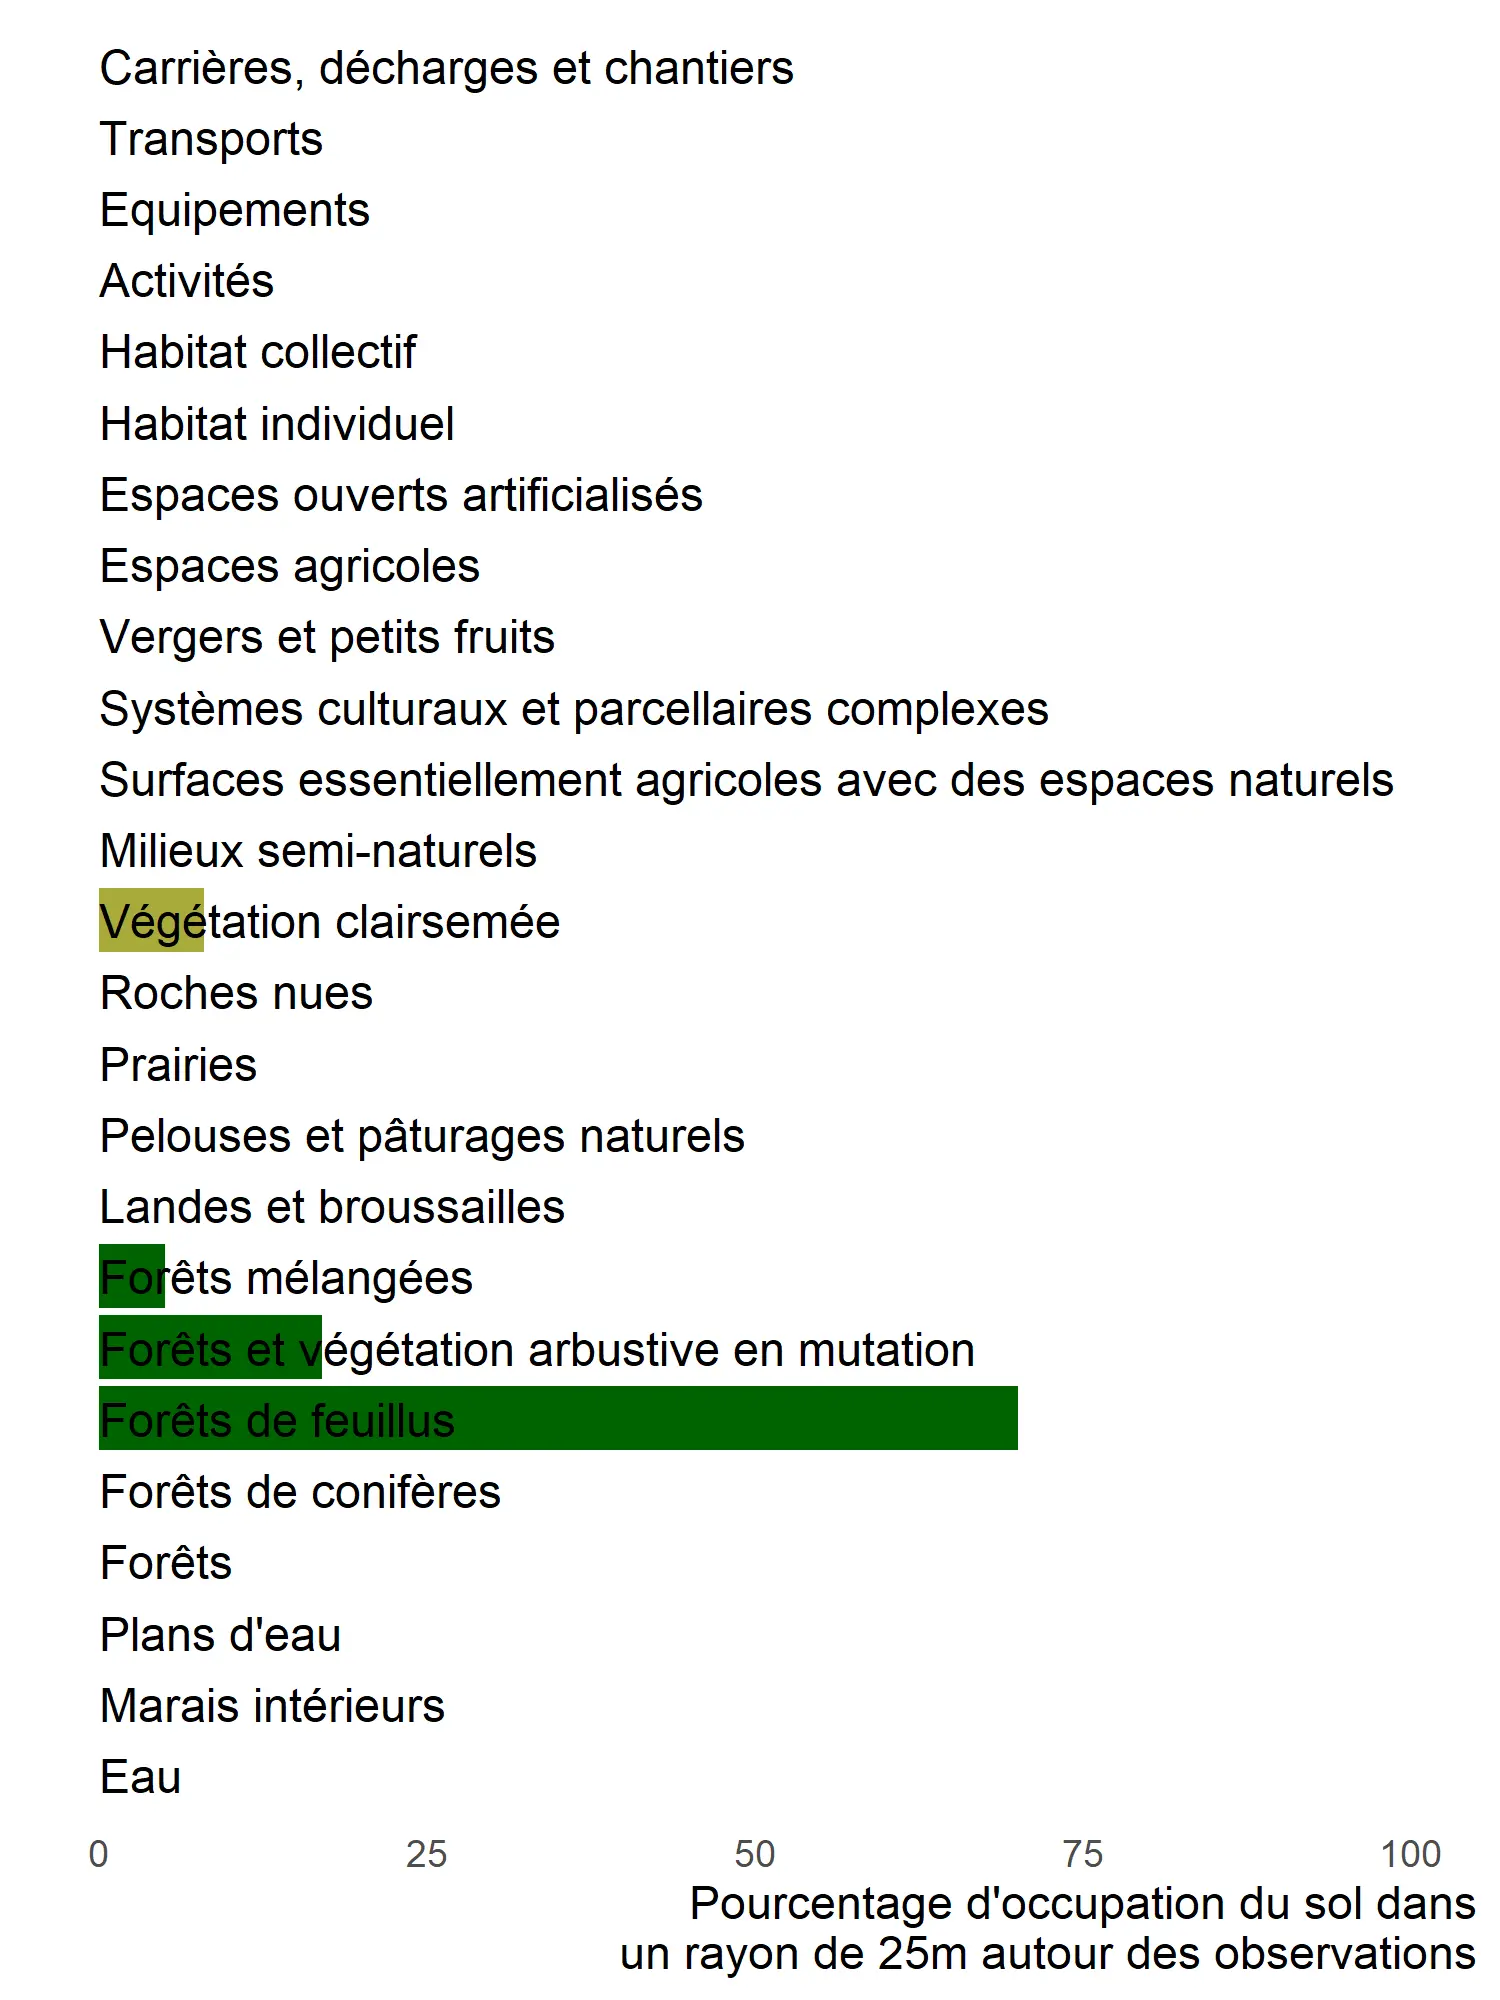 Carrières, décharges et chantiers
Transports
Equipements
Activités
Habitat collectif
Habitat individuel
Espaces ouverts artificialisés
Espaces agricoles
Vergers et petits fruits
Systèmes culturaux et parcellaires complexes
Surfaces essentiellement agricoles avec des espaces naturels
Milieux semi-naturels
Végétation clairsemée
Roches nues
Prairies
Pelouses et pâturages naturels
Landes et broussailles
Forêts mélangées
Forêts et végétation arbustive en mutation
Forêts de feuillus
Forêts de conifères
Forêts
Plans d'eau
Marais intérieurs
Eau
0 25 50 75 100
Pourcentage d'occupation du sol dans
un rayon de 25m autour des observations